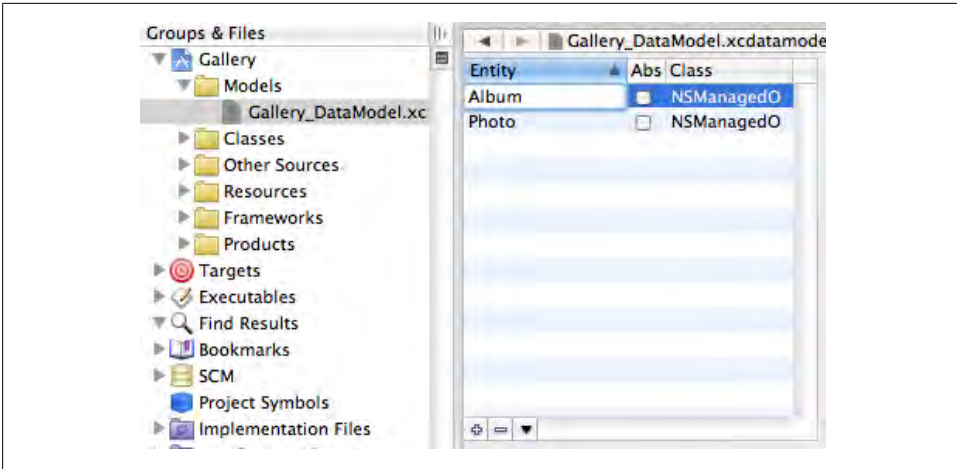 Groups & Files
Gallery
Models
Gallery_DataModel.xc
Classes
Other Sources
Resources
Frameworks
Products
Targets
Executables
Find Results
Bookmarks
SCM
Project Symbols
Implementation Files
Gallery_DataModel.xcdatamode
Entity Abs Class
Album NSManagedO
Photo NSManagedO